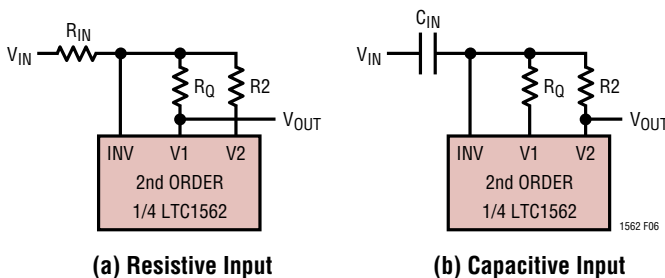 R_IN
V_IN
R_Q
R2
V_OUT
INV V1 V2
2nd ORDER
1/4 LTC1562
(a) Resistive Input
C_IN
V_IN
R_Q
R2
V_OUT
INV V1 V2
2nd ORDER
1/4 LTC1562
1562 F06
(b) Capacitive Input